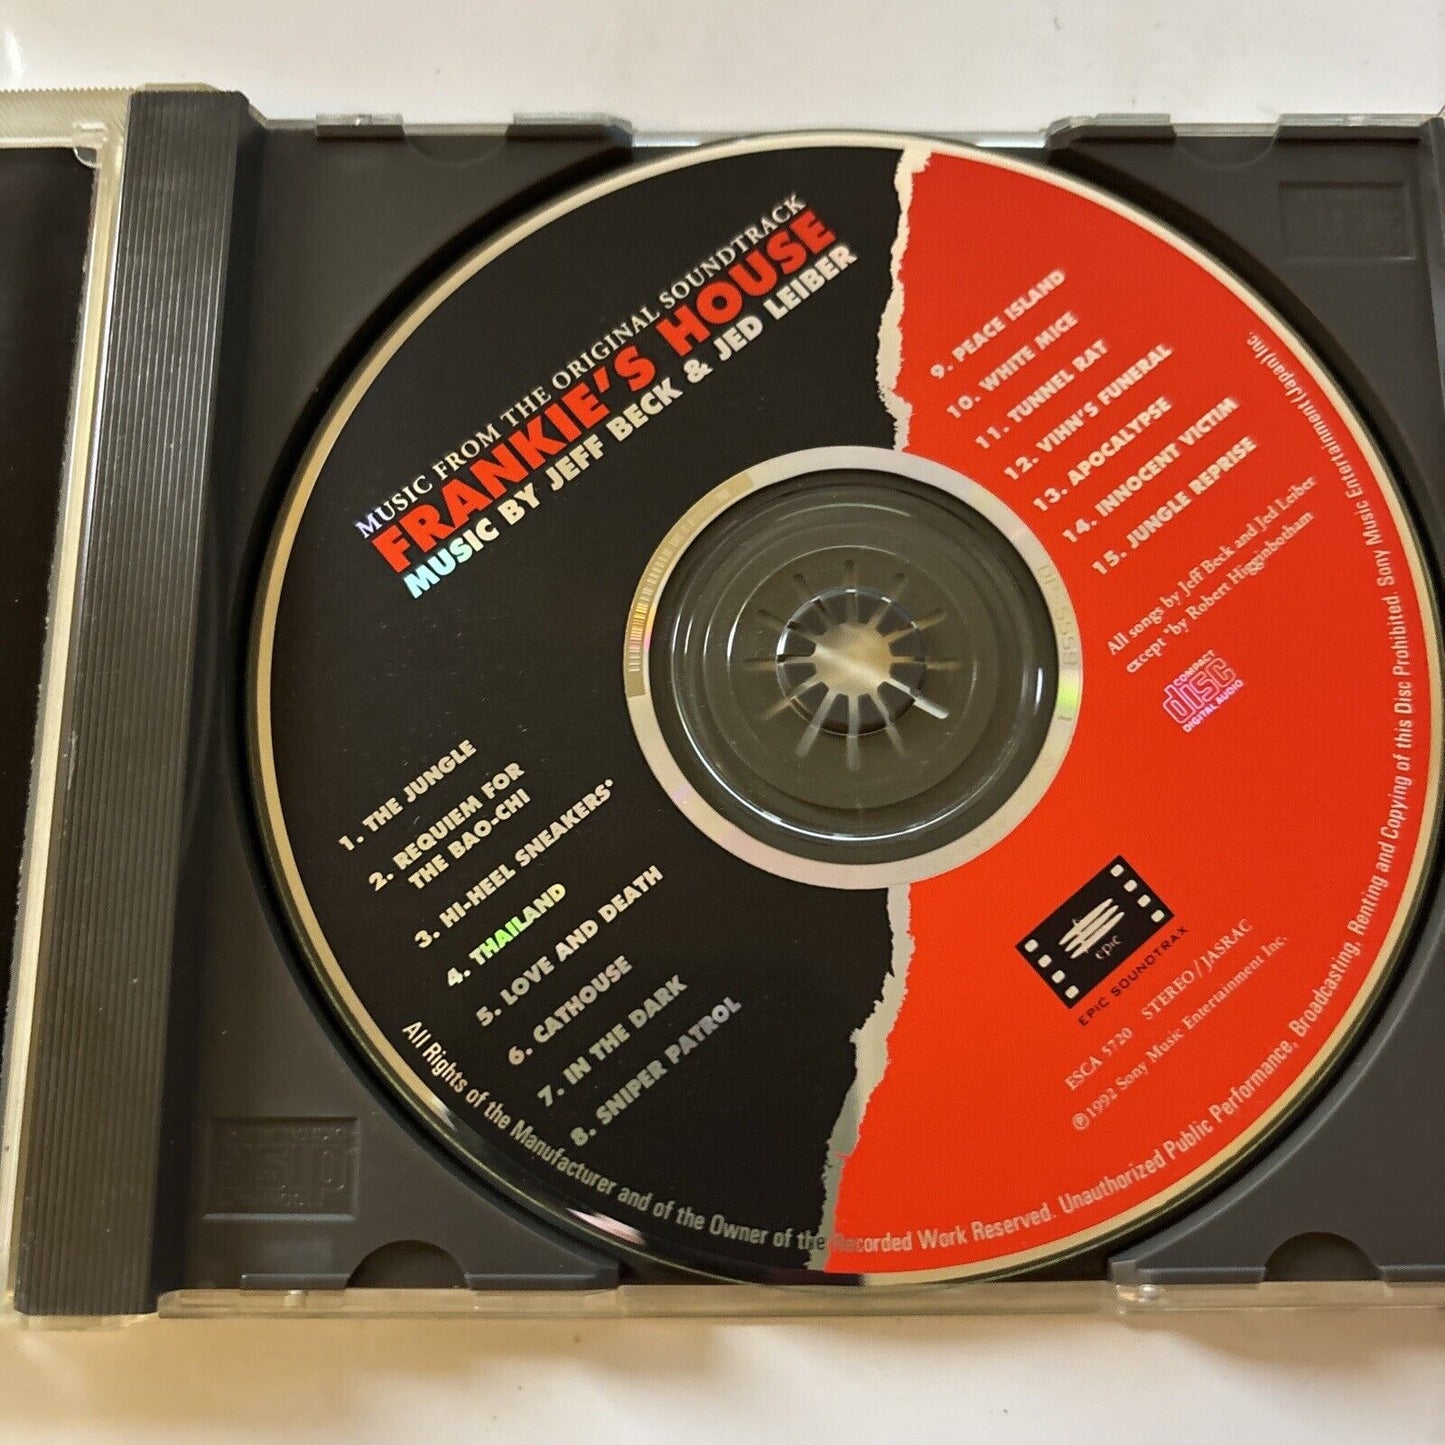 MUSIC FROM THE ORIGINAL SOUNDTRACK
FRANKIE'S HOUSE
MUSIC BY JEFF BECK & JED LEIBER
1. THE JUNGLE
2. REQUIEM FOR
THE BAO-CHI
3. HI-HEEL SNEAKERS*
4. THAILAND
5. LOVE AND DEATH
6. CATHOUSE
7. IN THE DARK
8. SNIPER PATROL
9. PEACE ISLAND
10. WHITE MICE
11. TUNNEL RAT
12. VIHN'S FUNERAL
13. APOCALYPSE
14. INNOCENT VICTIM
15. JUNGLE REPRISE
All songs by Jeff Beck and Jed Leiber
except *by Robert Higginbotham
COMPACT
disc
DIGITAL AUDIO
epic
EPIC SOUNDTRAX
ESCA 5720 STEREO/JASRAC
℗1992 Sony Music Entertainment Inc.
All Rights of the Manufacturer and of the Owner of the Recorded Work Reserved. Unauthorized Public Performance, Broadcasting, Renting and Copying of this Disc Prohibited. Sony Music Entertainment (Japan) Inc.